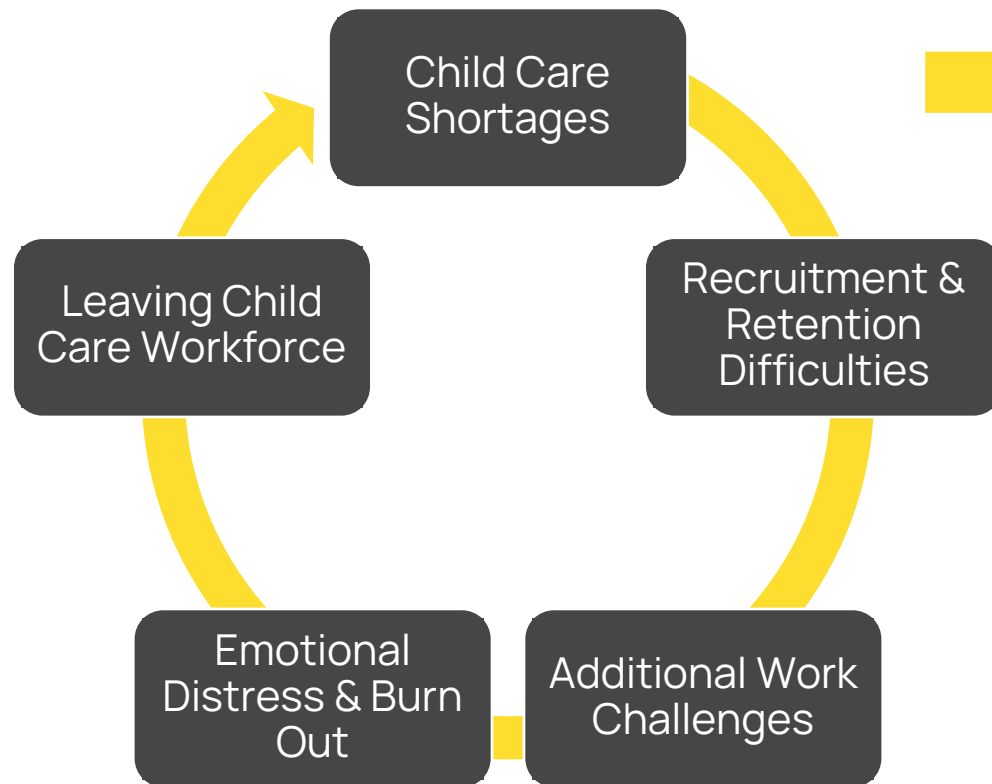 Child Care
Shortages
Recruitment &
Retention
Difficulties
Additional Work
Challenges
Emotional
Distress & Burn
Out
Leaving Child
Care Workforce